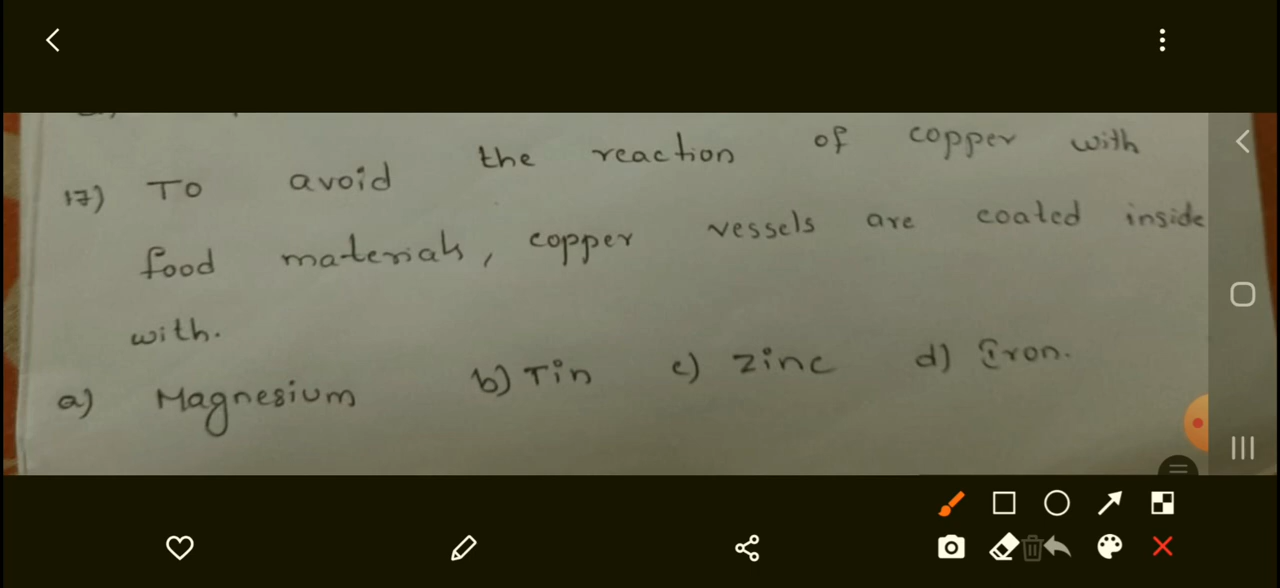 17) To avoid the reaction of copper with
food materials, copper vessels are coated inside
with.
a) Magnesium b) Tin c) Zinc d) Iron.